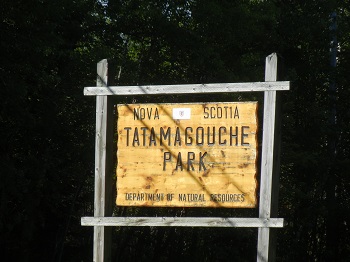 NOVA SCOTIA
TATAMAGOUCHE
PARK
DEPARTMENT OF NATURAL RESOURCES